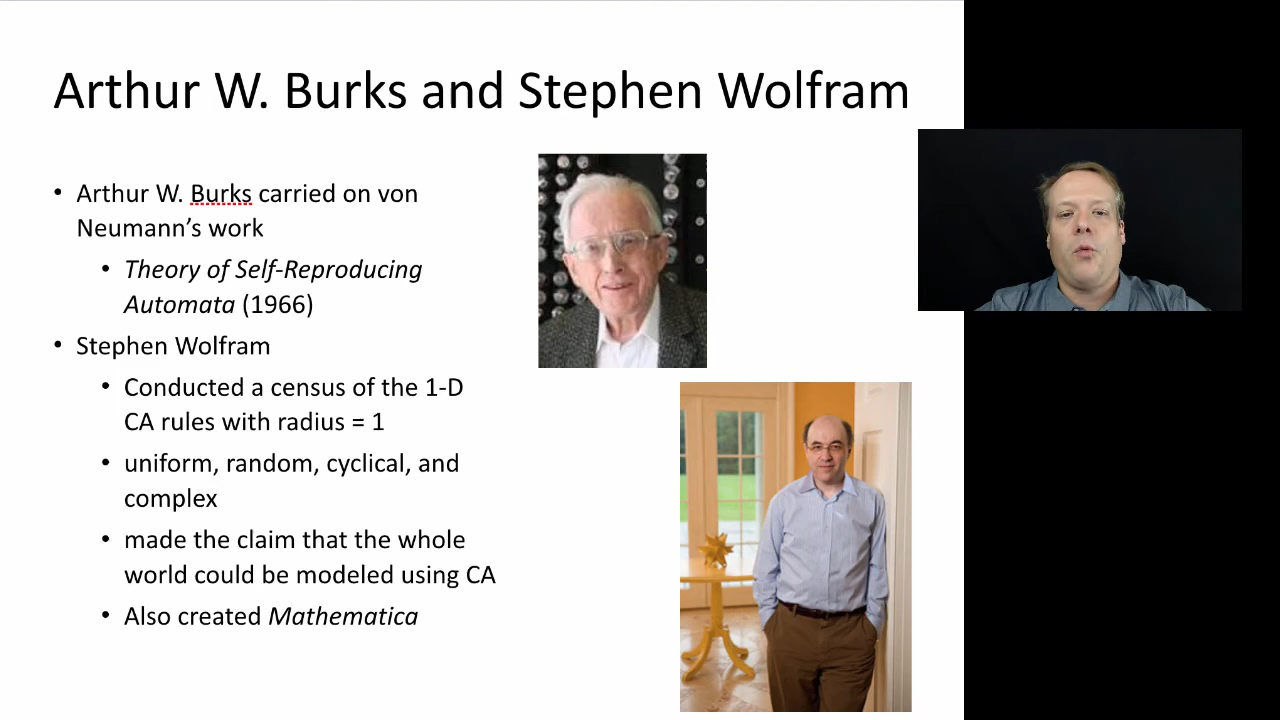 Arthur W. Burks and Stephen Wolfram
• Arthur W. Burks carried on von
Neumann’s work
• Theory of Self-Reproducing
Automata (1966)
• Stephen Wolfram
• Conducted a census of the 1-D
CA rules with radius = 1
• uniform, random, cyclical, and
complex
• made the claim that the whole
world could be modeled using CA
• Also created Mathematica